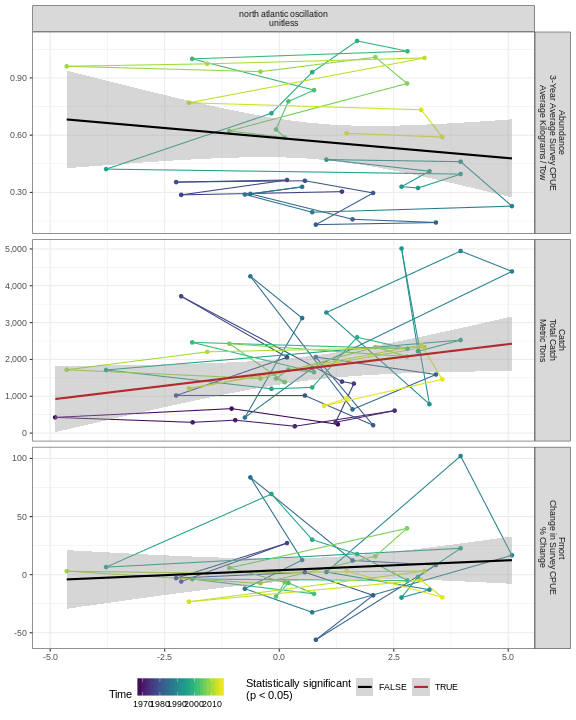 north atlantic oscillation
unitless
0.90
0.60
0.30
Abundance
3-Year Average Survey CPUE
Average Kilograms / Tow
5,000
4,000
3,000
2,000
1,000
0
Catch
Total Catch
Metric Tons
100
50
0
-50
Fmort
Change in Survey CPUE
% Change
-5.0 -2.5 0.0 2.5 5.0
Time
1970 1980 1990 2000 2010
Statistically significant
(p < 0.05)
FALSE TRUE